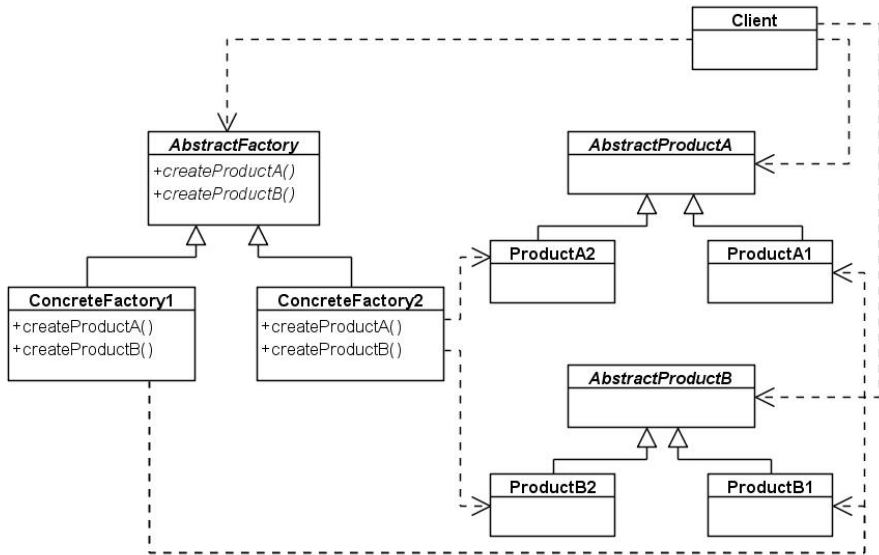 Client
AbstractFactory
+createProductA()
+createProductB()
AbstractProductA
ProductA2
ProductA1
ConcreteFactory1
+createProductA()
+createProductB()
ConcreteFactory2
+createProductA()
+createProductB()
AbstractProductB
ProductB2
ProductB1